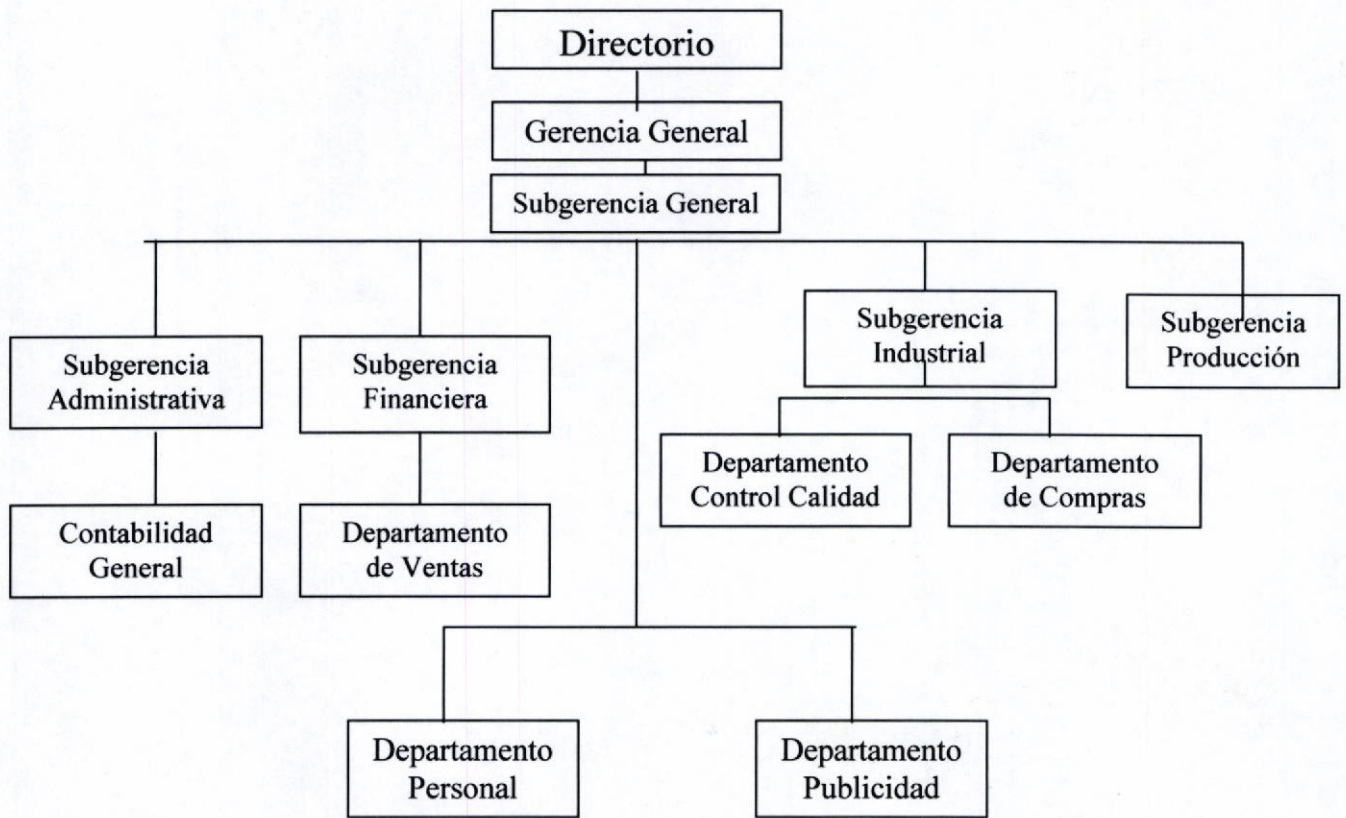 Directorio
Gerencia General
Subgerencia General
Subgerencia
Administrativa
Subgerencia
Financiera
Subgerencia
Industrial
Subgerencia
Producción
Contabilidad
General
Departamento
de Ventas
Departamento
Control Calidad
Departamento
de Compras
Departamento
Personal
Departamento
Publicidad